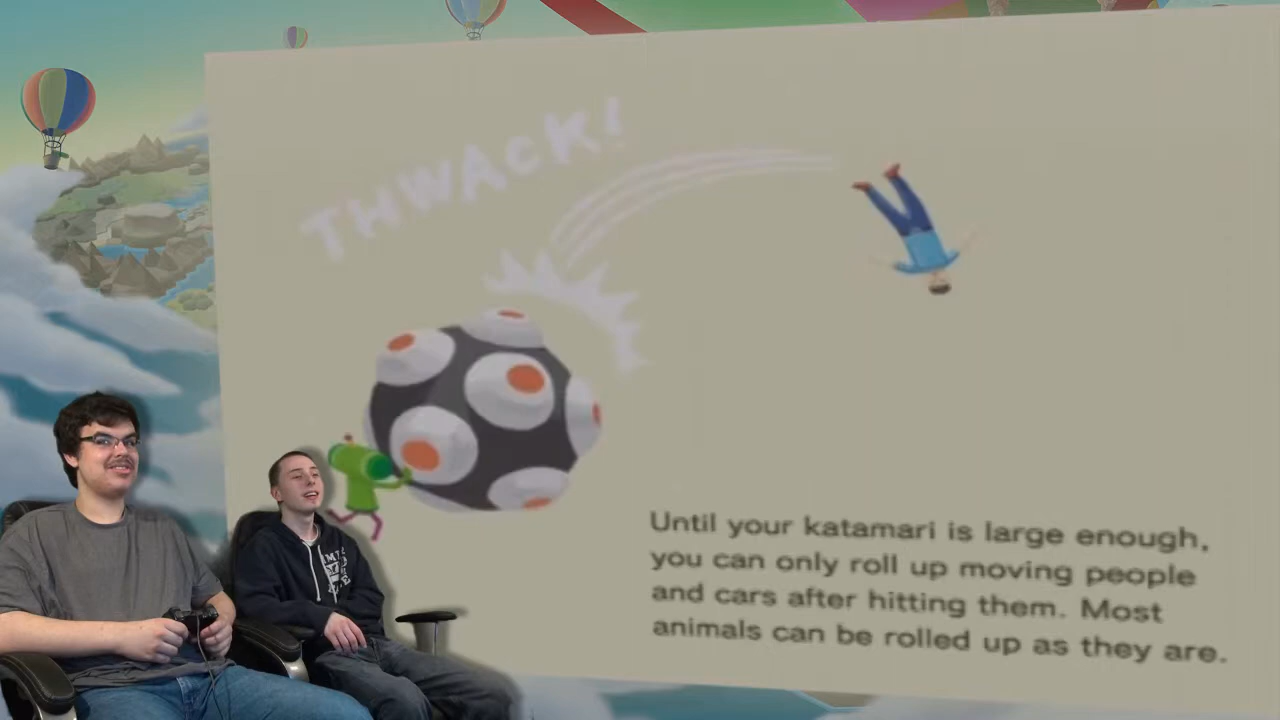 THWACK!
Until your katamari is large enough,
you can only roll up moving people
and cars after hitting them. Most
animals can be rolled up as they are.